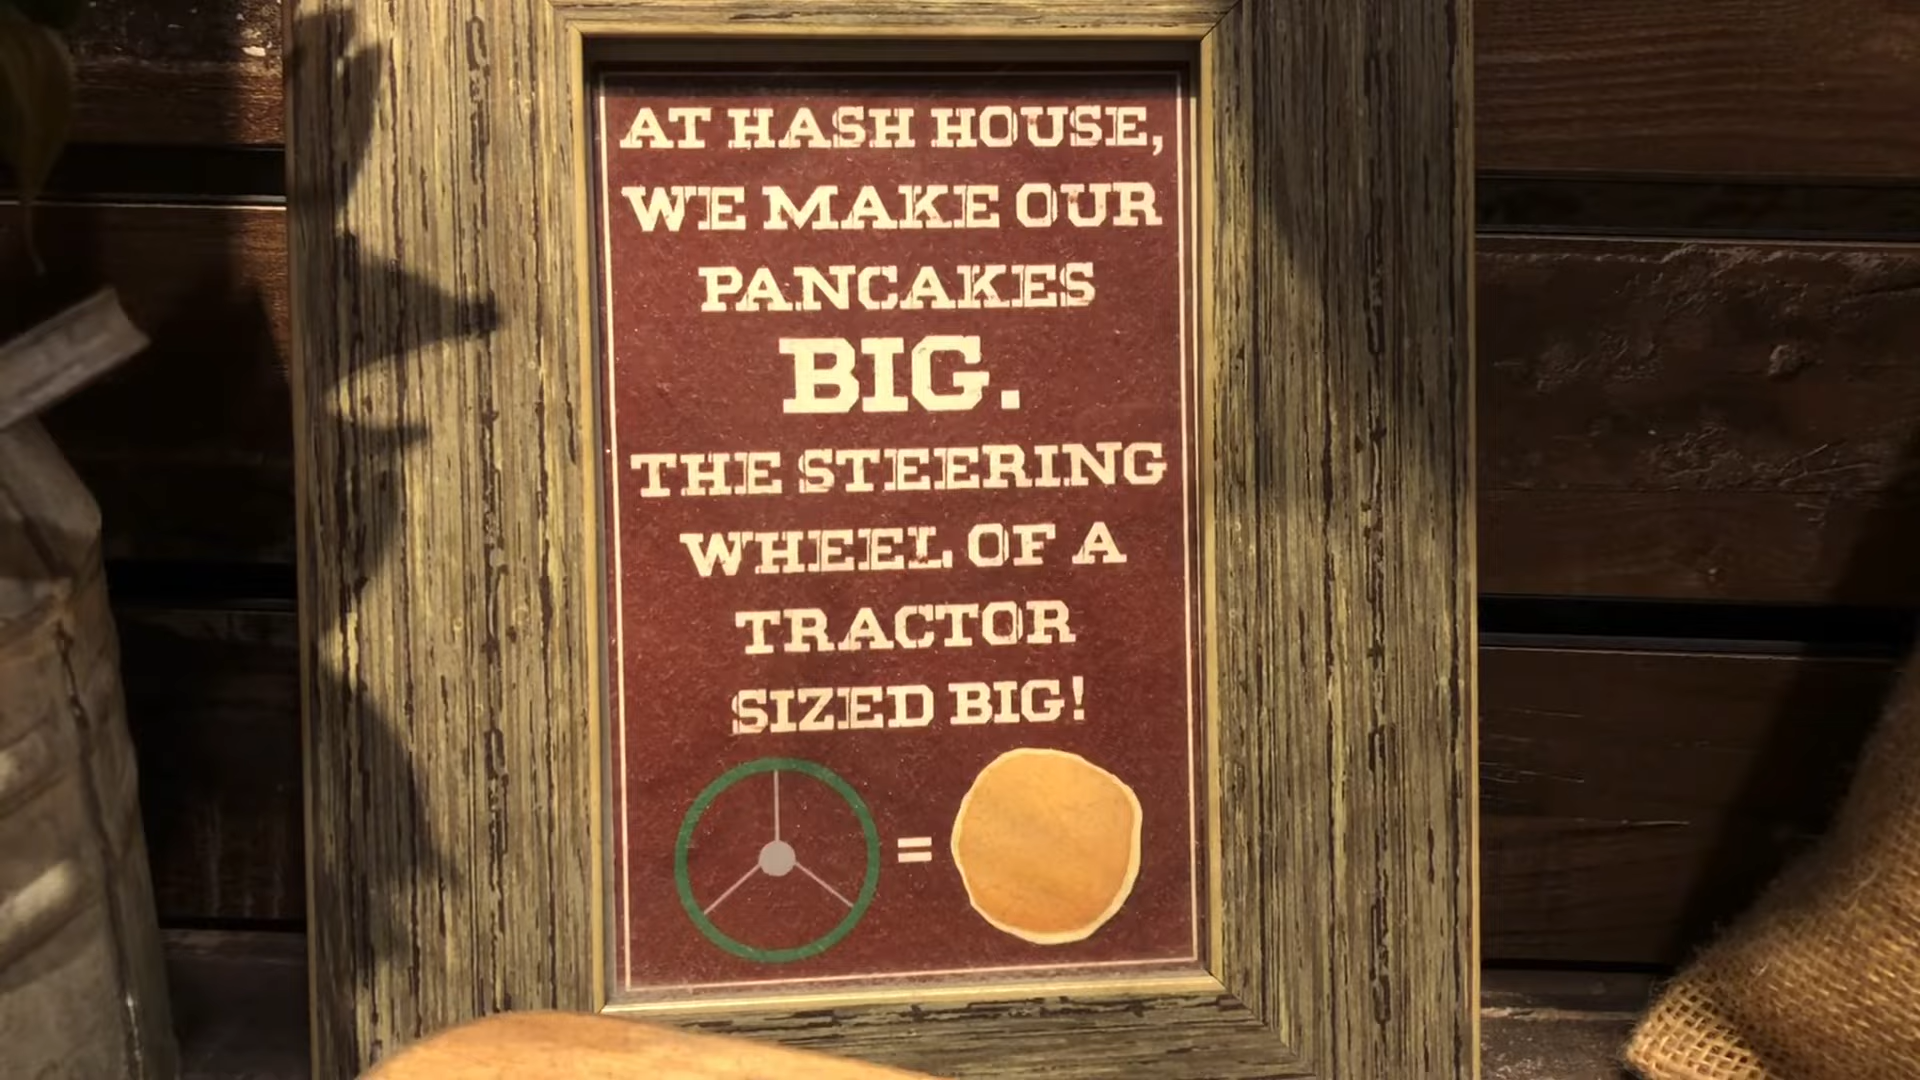 AT HASH HOUSE,
WE MAKE OUR
PANCAKES
BIG.
THE STEERING
WHEEL OF A
TRACTOR
SIZED BIG!
=